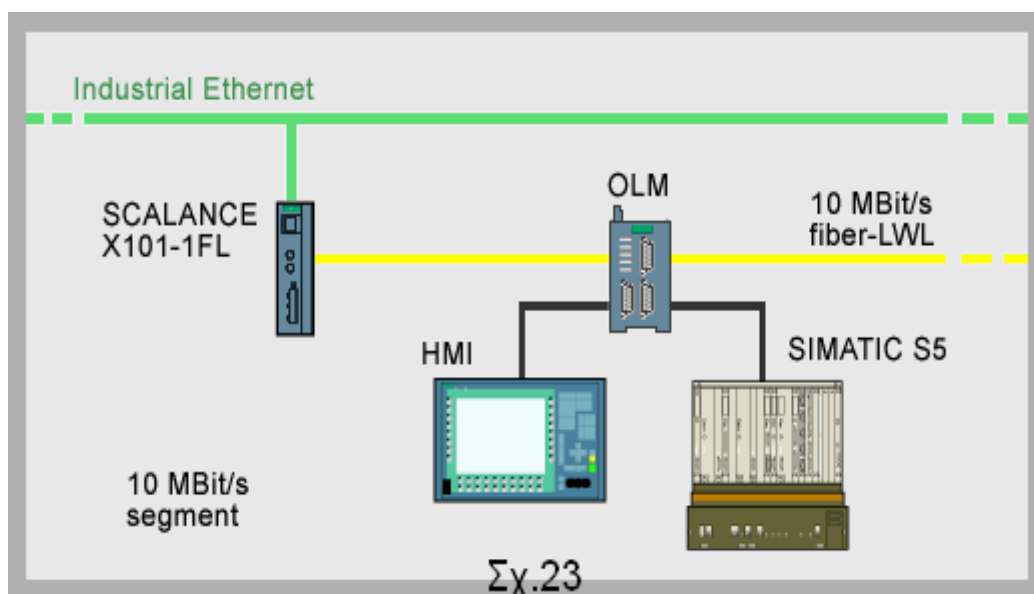 Industrial Ethernet
SCALANCE
X101-1FL
OLM
10 MBit/s
fiber-LWL
HMI
SIMATIC S5
10 MBit/s
segment
Σχ.23